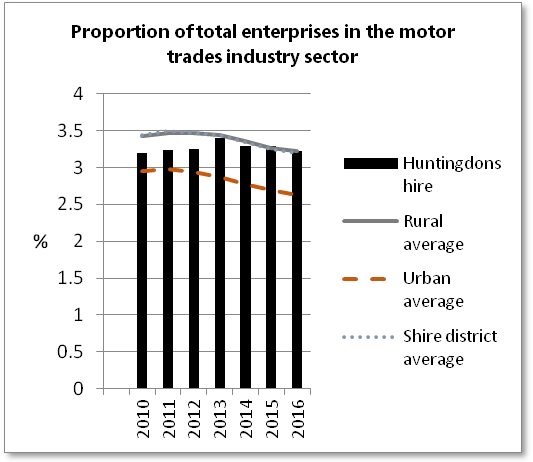 Proportion of total enterprises in the motor
trades industry sector
4
3.5
3
2.5
2
1.5
1
0.5
0
%
2010
2011
2012
2013
2014
2015
2016
Huntingdons
hire
Rural
average
Urban
average
Shire district
average